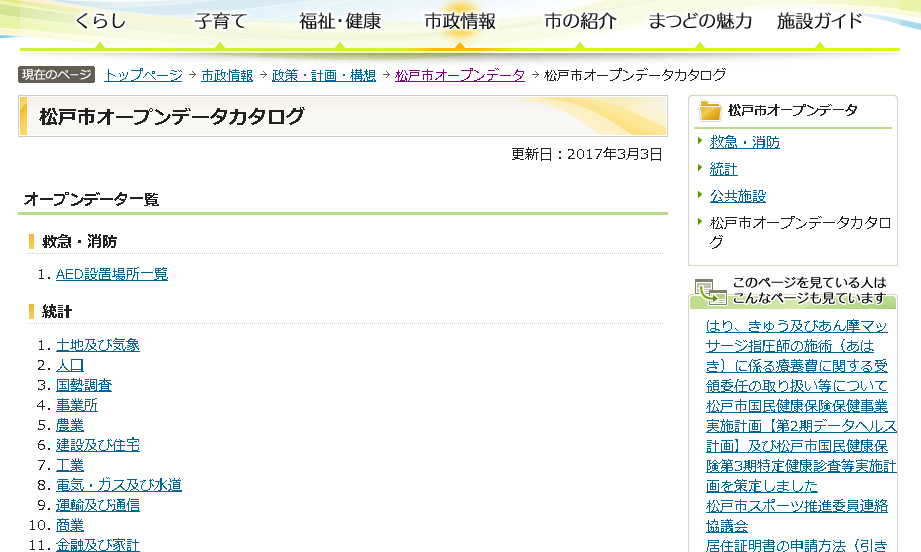 くらし 子育て 福祉・健康 市政情報 市の紹介 まつどの魅力 施設ガイド
現在のページ トップページ → 市政情報 → 政策・計画・構想 → 松戸市オープンデータ → 松戸市オープンデータカタログ
松戸市オープンデータカタログ
更新日：2017年3月3日
オープンデータ一覧
救急・消防
1. AED設置場所一覧
統計
1. 土地及び気象
2. 人口
3. 国勢調査
4. 事業所
5. 農業
6. 建設及び住宅
7. 工業
8. 電気・ガス及び水道
9. 運輸及び通信
10. 商業
11. 金融及び家計
松戸市オープンデータ
救急・消防
統計
公共施設
松戸市オープンデータカタロ
グ
このページを見ている人は
こんなページも見ています
はり、きゅう及びあん摩マッ
サージ指圧師の施術（あは
き）に係る療養費に関する受
領委任の取り扱い等について
松戸市国民健康保険保健事業
実施計画【第2期データヘルス
計画】及び松戸市国民健康保
険第3期特定健康診査等実施計
画を策定しました
松戸市スポーツ推進委員連絡
協議会
居住証明書の申請方法（引き